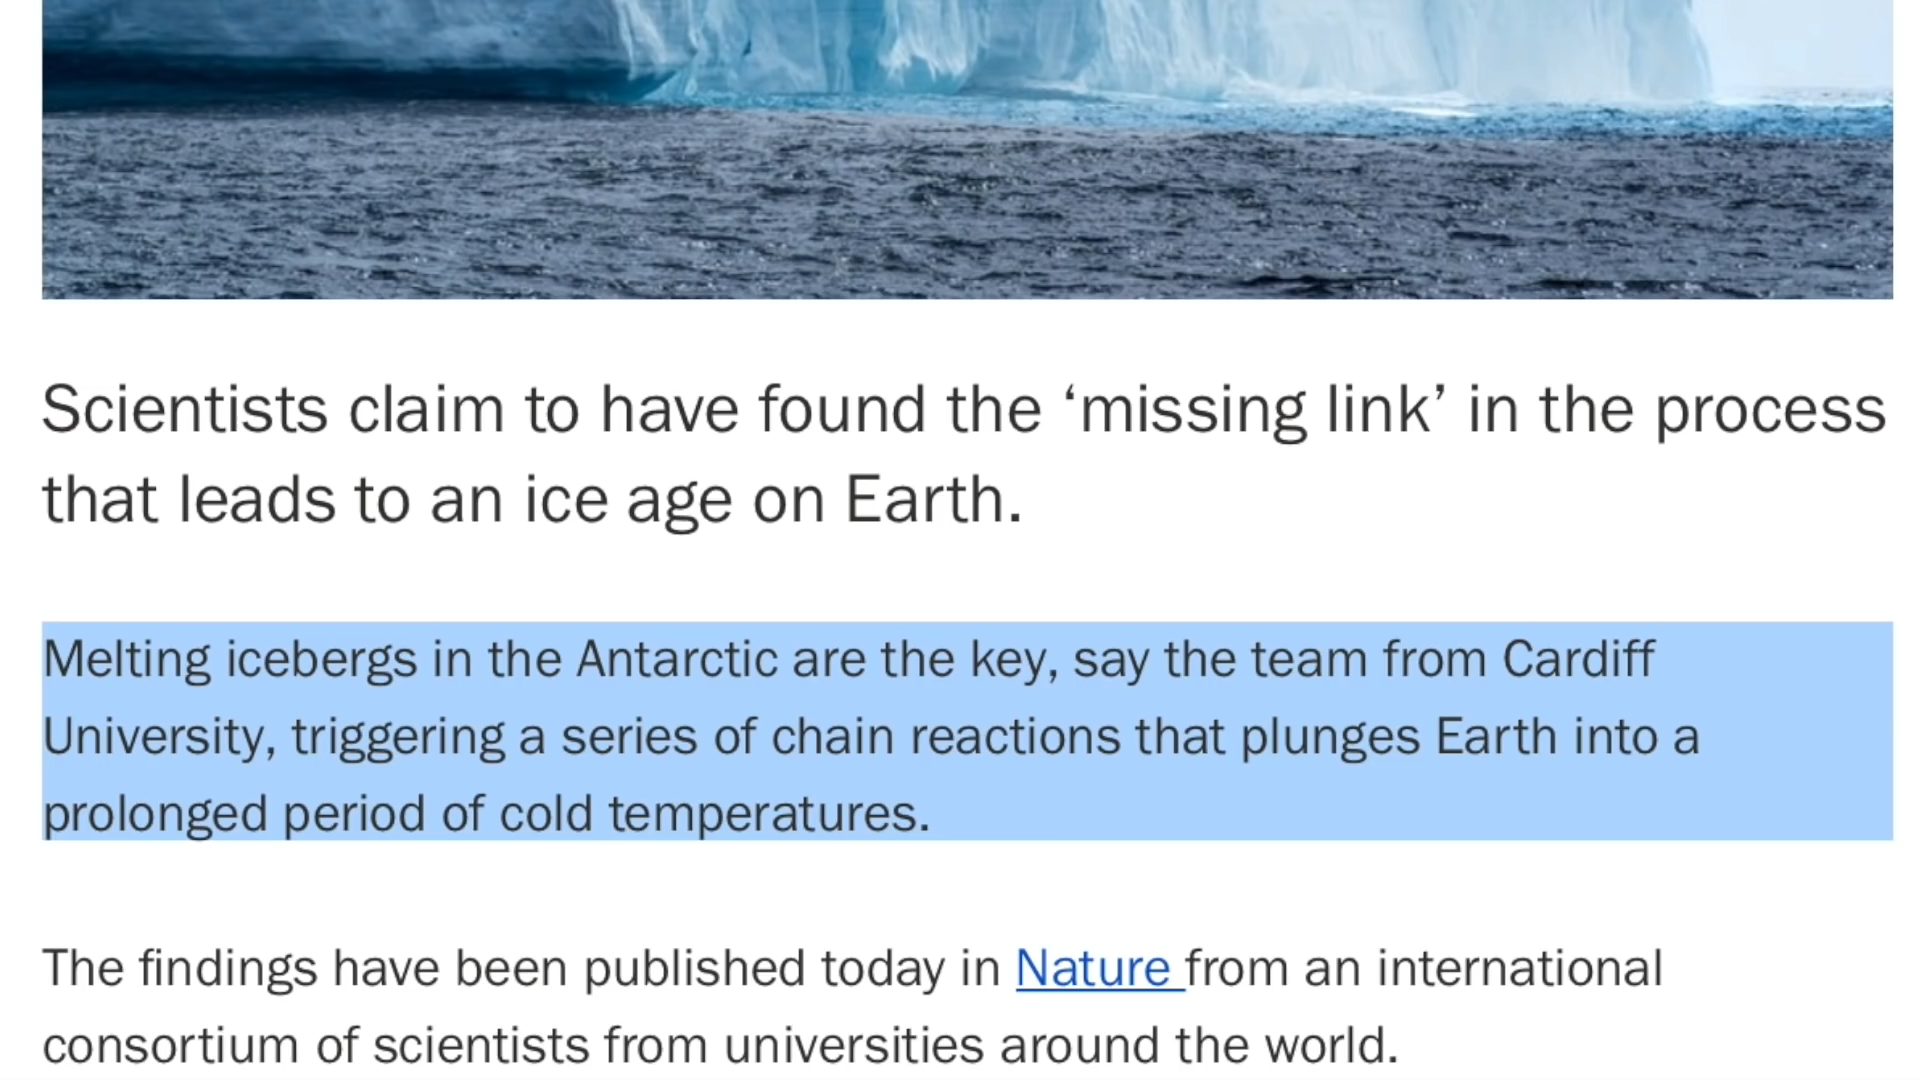 Scientists claim to have found the ‘missing link’ in the process
that leads to an ice age on Earth.
Melting icebergs in the Antarctic are the key, say the team from Cardiff
University, triggering a series of chain reactions that plunges Earth into a
prolonged period of cold temperatures.
The findings have been published today in Nature from an international
consortium of scientists from universities around the world.